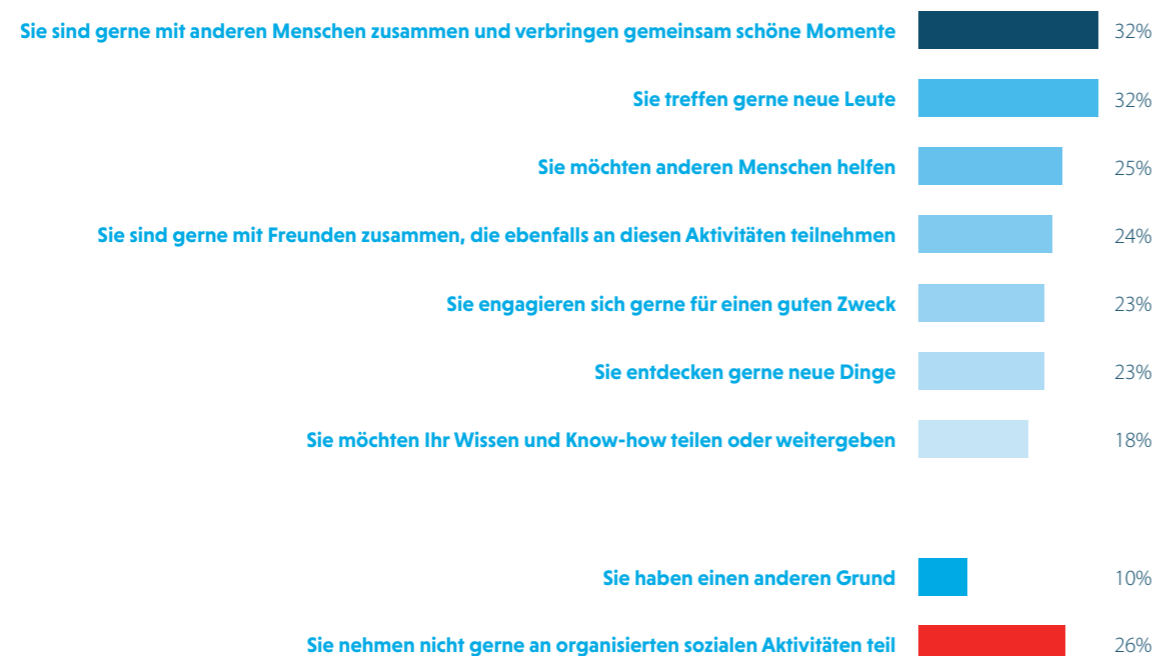 Sie sind gerne mit anderen Menschen zusammen und verbringen gemeinsam schöne Momente 32%
Sie treffen gerne neue Leute 32%
Sie möchten anderen Menschen helfen 25%
Sie sind gerne mit Freunden zusammen, die ebenfalls an diesen Aktivitäten teilnehmen 24%
Sie engagieren sich gerne für einen guten Zweck 23%
Sie entdecken gerne neue Dinge 23%
Sie möchten Ihr Wissen und Know-how teilen oder weitergeben 18%
Sie haben einen anderen Grund 10%
Sie nehmen nicht gerne an organisierten sozialen Aktivitäten teil 26%